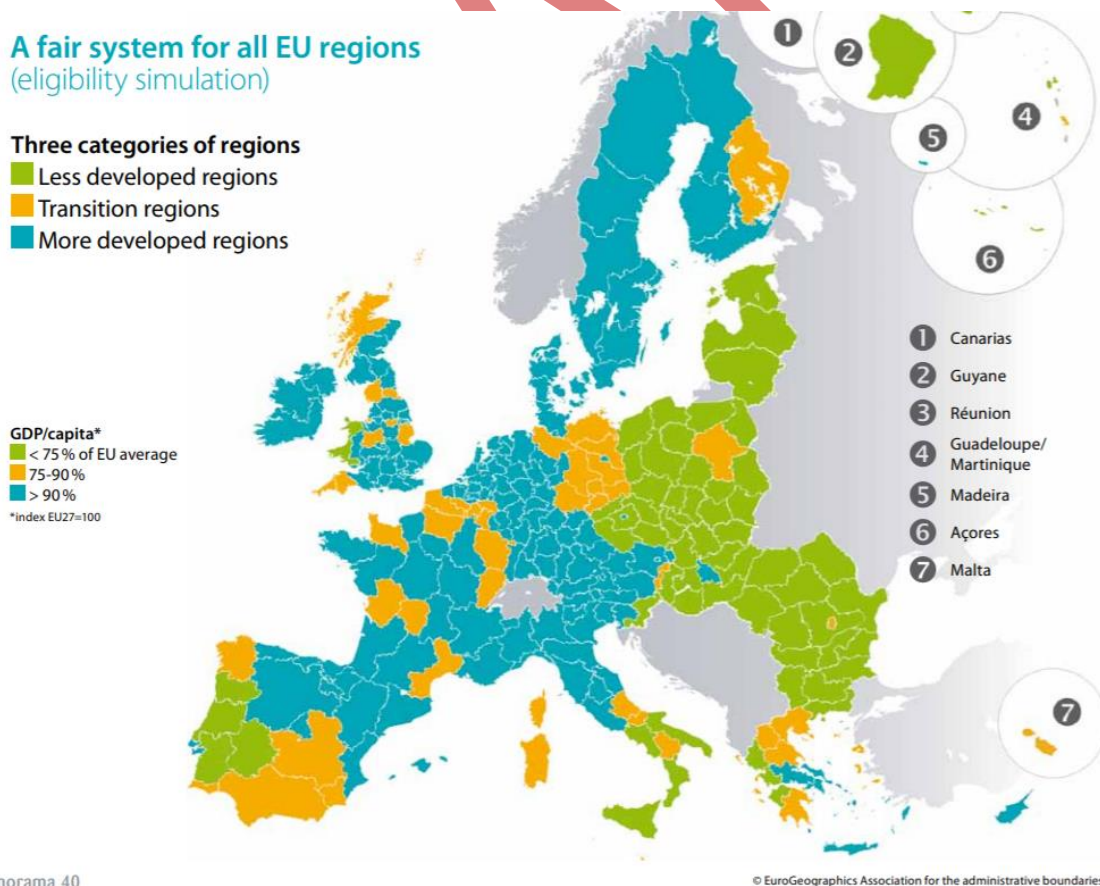 A fair system for all EU regions
(eligibility simulation)
Three categories of regions
Less developed regions
Transition regions
More developed regions
GDP/capita*
< 75 % of EU average
75-90 %
> 90 %
*index EU27=100
1
2
4
5
6
1 Canarias
2 Guyane
3 Réunion
4 Guadeloupe/
Martinique
5 Madeira
6 Açores
7 Malta
7
norama 40
© EuroGeographics Association for the administrative boundaries